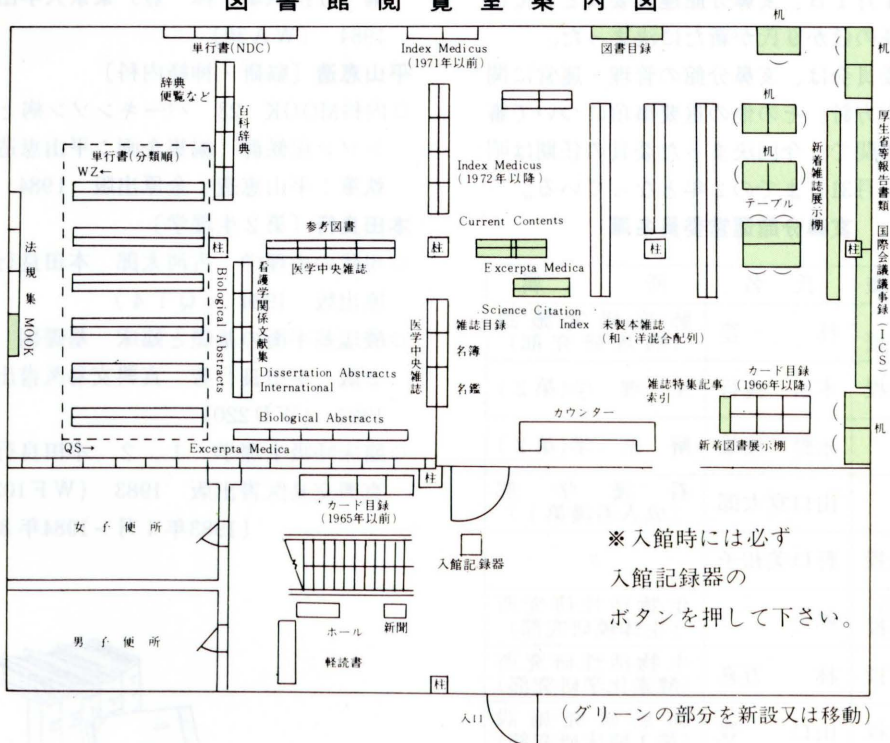 図書館閲覧室案内図
机
単行書(NDC)
Index Medicus
(1971年以前)
図書目録
辞典
便覧など
百科辞典
机
机
テーブル
新着雑誌展示棚
厚生省等報告書類 国際会議議事録(ICS)
単行書(分類順)
WZ←
Index Medicus
(1972年以降)
参考図書
Current Contents
柱
柱
柱
柱
医学中央雑誌
Excerpta Medica
法規集 MOOK
Biological Abstracts
看護学関係文献集
Science Citation
Index
医学中央雑誌
雑誌目録
名簿
名鑑
未製本雑誌
(和・洋混合配列)
Dissertation Abstracts
International
雑誌特集記事
索引
カード目録
(1966年以降)
Biological Abstracts
カウンター
机
新着図書展示棚
QS→
Excerpta Medica
柱
カード目録
(1965年以前)
女子便所
入館記録器
※入館時には必ず
入館記録器の
ボタンを押して下さい。
ホール
新聞
男子便所
軽読書
柱
入口
(グリーンの部分を新設又は移動)